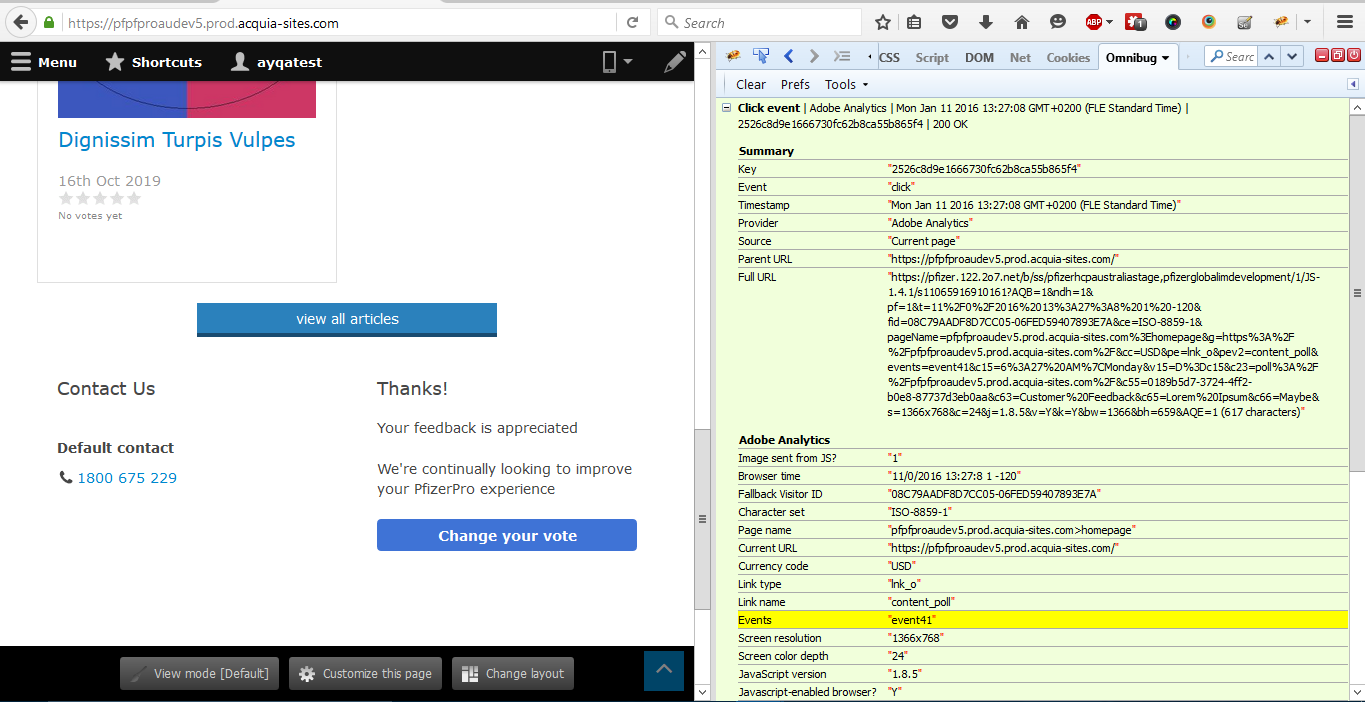 https://pfpfproaudev5.prod.acquia-sites.com
Search
ABP
1
Menu Shortcuts ayqatest
Dignissim Turpis Vulpes
16th Oct 2019
No votes yet
view all articles
Contact Us
Default contact
1800 675 229
Thanks!
Your feedback is appreciated
We're continually looking to improve
your PfizerPro experience
Change your vote
View mode [Default] Customize this page Change layout
CSS Script DOM Net Cookies Omnibug Searc
Clear Prefs Tools
Click event | Adobe Analytics | Mon Jan 11 2016 13:27:08 GMT+0200 (FLE Standard Time) |
2526c8d9e1666730fc62b8ca55b865f4 | 200 OK
Summary
Key "2526c8d9e1666730fc62b8ca55b865f4"
Event "click"
Timestamp "Mon Jan 11 2016 13:27:08 GMT+0200 (FLE Standard Time)"
Provider "Adobe Analytics"
Source "Current page"
Parent URL "https://pfpfproaudev5.prod.acquia-sites.com/"
Full URL "https://pfizer.122.2o7.net/b/ss/pfizerhcpaustraliastage,pfizerglobalimdevelopment/1/JS-
1.4.1/s11065916910161?AQB=1&ndh=1&
pf=1&t=11%2F0%2F2016%2013%3A27%3A8%201%20-120&
fid=08C79AADF8D7CC05-06FED59407893E7A&ce=ISO-8859-1&
pageName=pfpfproaudev5.prod.acquia-sites.com%3Ehomepage&g=https%3A%2F
%2Fpfpfproaudev5.prod.acquia-sites.com%2F&cc=USD&pe=lnk_o&pev2=content_poll&
events=event41&c15=6%3A27%20AM%7CMonday&v15=D%3Dc15&c23=poll%3A%2F
%2Fpfpfproaudev5.prod.acquia-sites.com%2F&c55=0189b5d7-3724-4ff2-
b0e8-87737d3eb0aa&c63=Customer%20Feedback&c65=Lorem%20Ipsum&c66=Maybe&
s=1366x768&c=24&j=1.8.5&v=Y&k=Y&bw=1366&bh=659&AQE=1 (617 characters)"
Adobe Analytics
Image sent from JS? "1"
Browser time "11/0/2016 13:27:8 1 -120"
Fallback Visitor ID "08C79AADF8D7CC05-06FED59407893E7A"
Character set "ISO-8859-1"
Page name "pfpfproaudev5.prod.acquia-sites.com>homepage"
Current URL "https://pfpfproaudev5.prod.acquia-sites.com/"
Currency code "USD"
Link type "lnk_o"
Link name "content_poll"
Events "event41"
Screen resolution "1366x768"
Screen color depth "24"
JavaScript version "1.8.5"
Javascript-enabled browser? "Y"